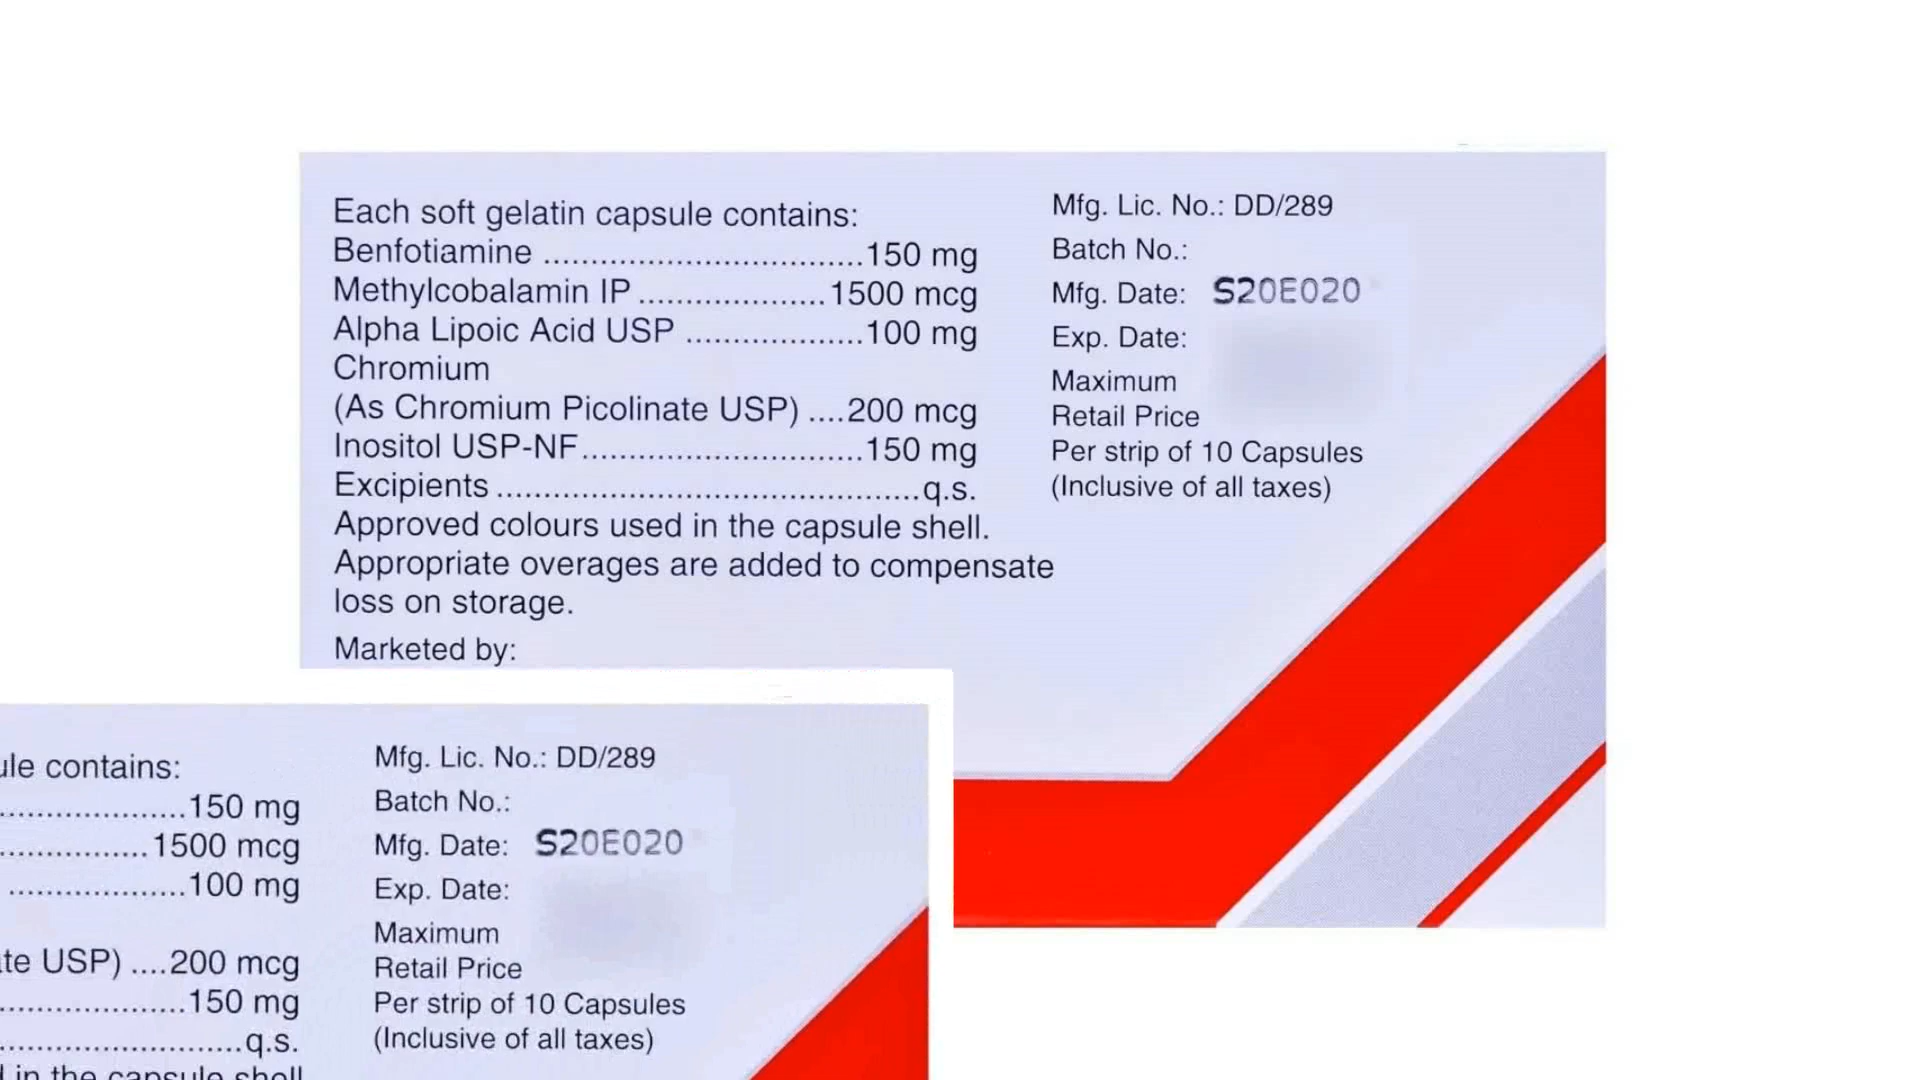 Each soft gelatin capsule contains:
Benfotiamine ..................................150 mg
Methylcobalamin IP ....................1500 mcg
Alpha Lipoic Acid USP ...................100 mg
Chromium
(As Chromium Picolinate USP) ....200 mcg
Inositol USP-NF..............................150 mg
Excipients .............................................q.s.
Approved colours used in the capsule shell.
Appropriate overages are added to compensate
loss on storage.
Marketed by:
Mfg. Lic. No.: DD/289
Batch No.:
Mfg. Date: S20E020
Exp. Date:
Maximum
Retail Price
Per strip of 10 Capsules
(Inclusive of all taxes)
contains:
....................150 mg
................1500 mcg
...................100 mg
USP) ....200 mcg
....................150 mg
..........................q.s.
in the capsule shell
Mfg. Lic. No.: DD/289
Batch No.:
Mfg. Date: S20E020
Exp. Date:
Maximum
Retail Price
Per strip of 10 Capsules
(Inclusive of all taxes)